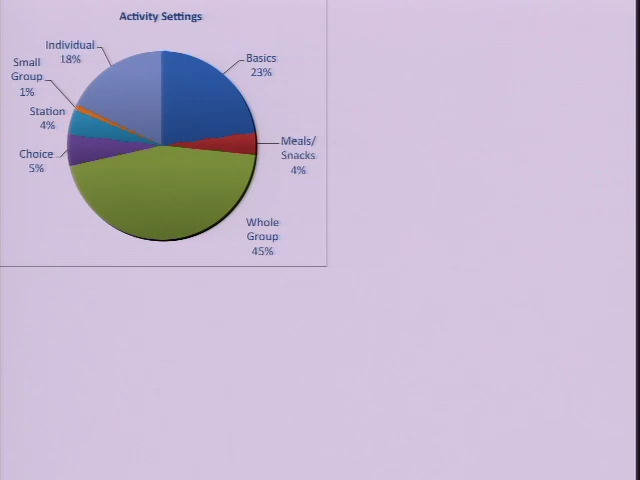 Activity Settings
Individual
18%
Basics
23%
Small
Group
1%
Station
4%
Choice
5%
Meals/
Snacks
4%
Whole
Group
45%